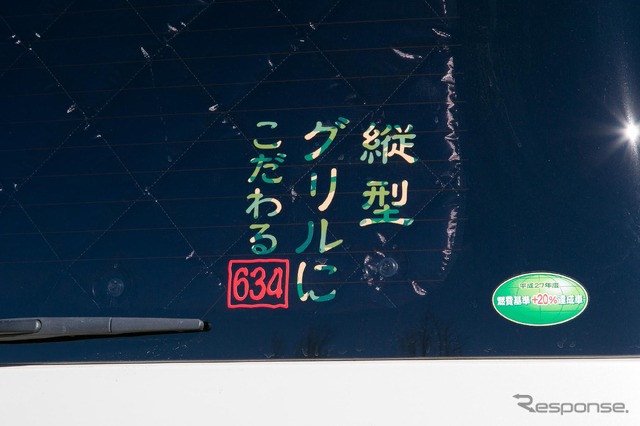 縦型
グリルに
こだわる
634
平成27年度
燃費基準+20%達成車
Response.